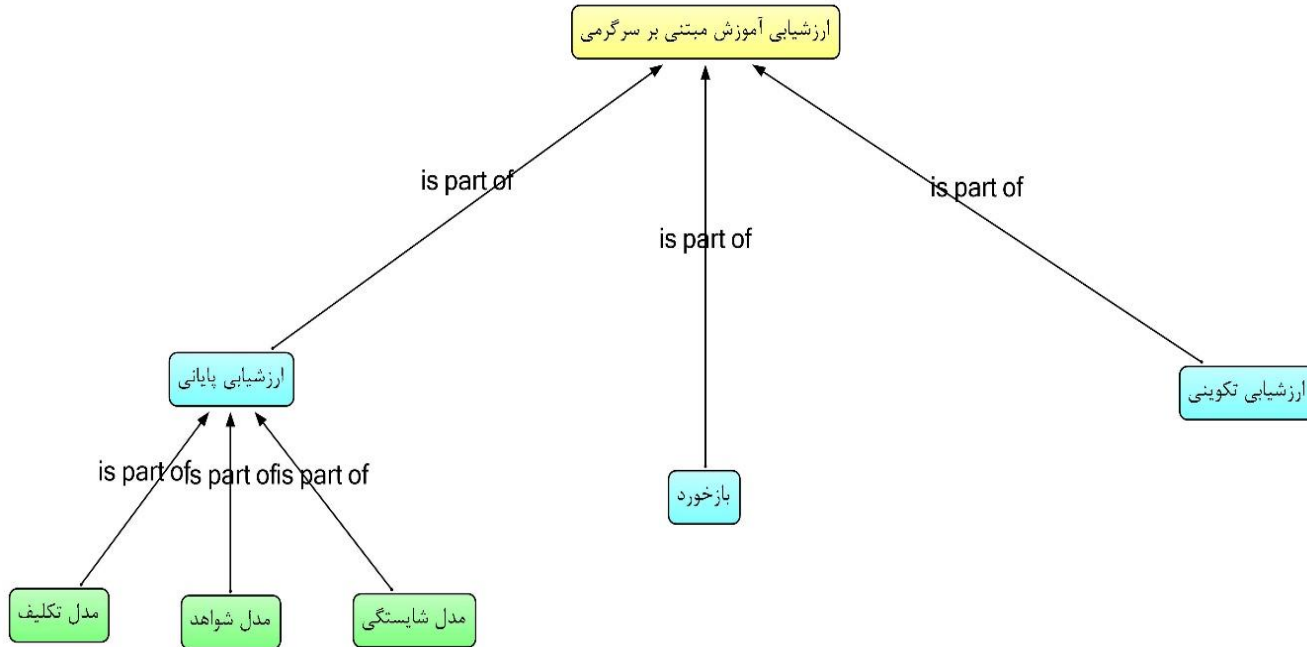 ارزشیابی آموزش مبتنی بر سرگرمی
is part of
is part of
is part of
ارزشیابی پایانی
ارزشیابی تکوینی
is part of
is part of
is part of
بازخورد
مدل تکلیف
مدل شواهد
مدل شایستگی